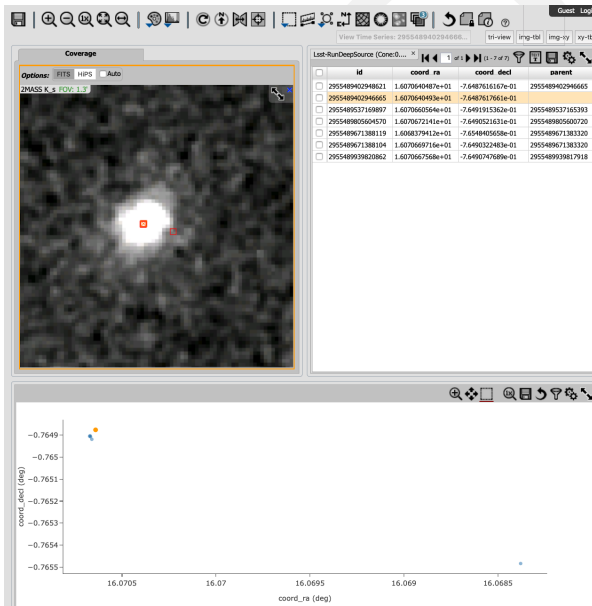 Guest Logi
View Time Series: 2955548940294666...
tri-view
img-tbl
img-xy
xy-tb
Coverage
Options: FITS HiPS Auto
2MASS K_s FOV: 1.3'
Lsst-RunDeepSource (Cone:0.... ×
1 of 1 (1 - 7 of 7)
id coord_ra coord_decl parent
2955489402948621 1.6070640487e+01 -7.6487616167e-01 2955489402946665
2955489402946665 1.6070640493e+01 -7.6487617661e-01
2955489537169897 1.6070660564e+01 -7.6491915362e-01 2955489537165393
2955489805604570 1.6070672141e+01 -7.6490521631e-01 2955489805600720
2955489671388119 1.6068379412e+01 -7.6548405658e-01 2955489671383320
2955489671388104 1.6070669716e+01 -7.6490322483e-01 2955489671383320
2955489939820862 1.6070667568e+01 -7.6490747689e-01 2955489939817918
−0.7649
−0.765
−0.7651
−0.7652
−0.7653
−0.7654
−0.7655
coord_decl (deg)
16.0705 16.07 16.0695 16.069 16.0685
coord_ra (deg)